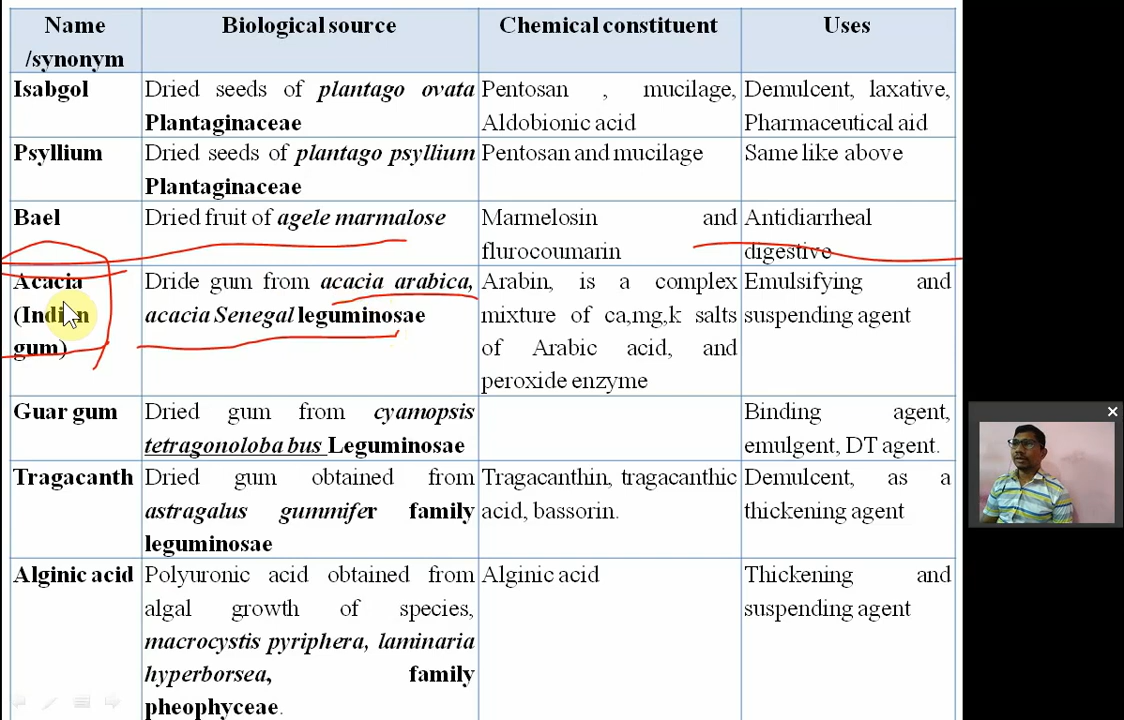 Name /synonym
Biological source
Chemical constituent
Uses
Isabgol
Dried seeds of plantago ovata
Plantaginaceae
Pentosan , mucilage,
Aldobionic acid
Demulcent, laxative,
Pharmaceutical aid
Psyllium
Dried seeds of plantago psyllium
Plantaginaceae
Pentosan and mucilage
Same like above
Bael
Dried fruit of agele marmalose
Marmelosin and
flurocoumarin
Antidiarrheal
digestive
Acacia
(Indian
gum)
Dride gum from acacia arabica,
acacia Senegal leguminosae
Arabin, is a complex
mixture of ca,mg,k salts
of Arabic acid, and
peroxide enzyme
Emulsifying and
suspending agent
Guar gum
Dried gum from cyamopsis
tetragonoloba bus Leguminosae
Binding agent,
emulgent, DT agent.
Tragacanth
Dried gum obtained from
astragalus gummifer family
leguminosae
Tragacanthin, tragacanthic
acid, bassorin.
Demulcent, as a
thickening agent
Alginic acid
Polyuronic acid obtained from
algal growth of species,
macrocystis pyriphera, laminaria
hyperborsea, family
pheophyceae.
Alginic acid
Thickening and
suspending agent